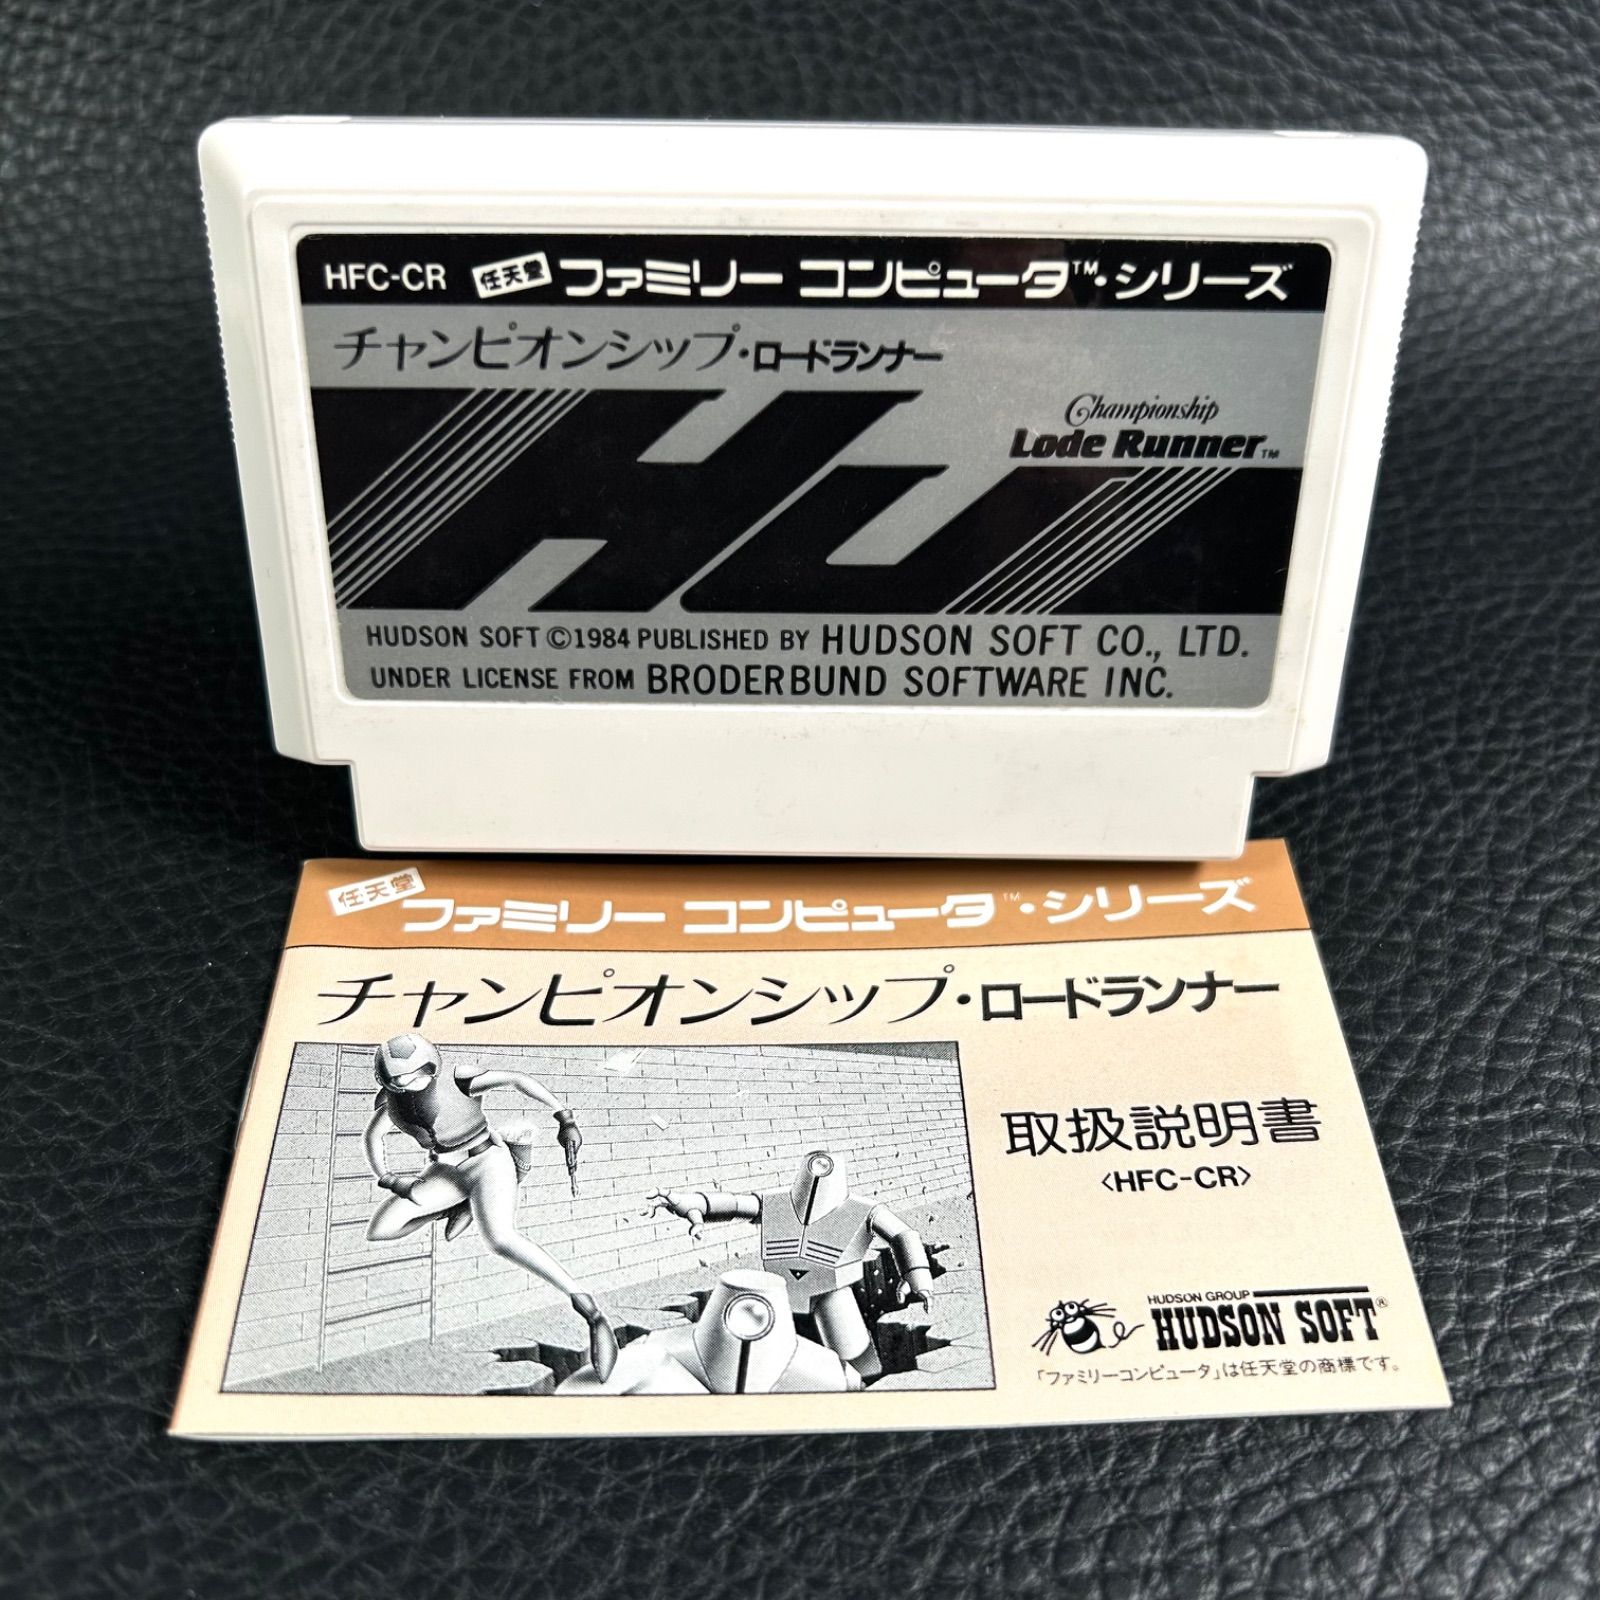 HFC-CR 任天堂 ファミリー コンピュータ™・シリーズ
チャンピオンシップ・ロードランナー
Championship
Lode Runner™
HU
HUDSON SOFT ©1984 PUBLISHED BY HUDSON SOFT CO., LTD.
UNDER LICENSE FROM BRODERBUND SOFTWARE INC.
任天堂 ファミリー コンピュータ™・シリーズ
チャンピオンシップ・ロードランナー
取扱説明書
<HFC-CR>
HUDSON GROUP
HUDSON SOFT®
「ファミリーコンピュータ」は任天堂の商標です。